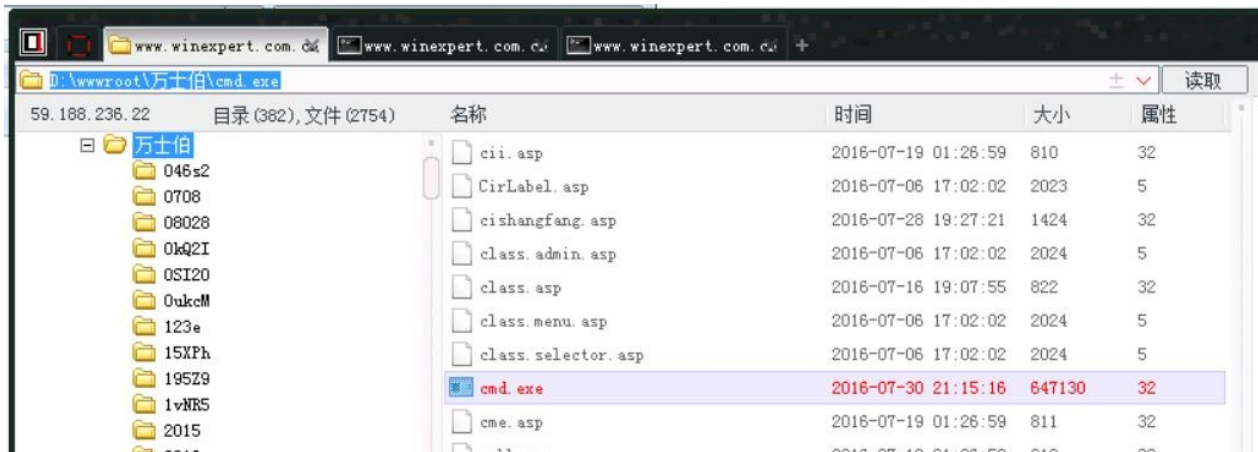 www.winexpert.com.c www.winexpert.com.c www.winexpert.com.c +
D:\wwwroot\万士伯\cmd.exe 读取
59.188.236.22 目录(382),文件(2754) 名称 时间 大小 属性
万士伯
046s2
0708
08028
0kQ2I
0SI20
0ukcM
123e
15XPh
195Z9
1vNR5
2015
cii.asp 2016-07-19 01:26:59 810 32
CirLabel.asp 2016-07-06 17:02:02 2023 5
cishangfang.asp 2016-07-28 19:27:21 1424 32
class.admin.asp 2016-07-06 17:02:02 2024 5
class.asp 2016-07-16 19:07:55 822 32
class.menu.asp 2016-07-06 17:02:02 2024 5
class.selector.asp 2016-07-06 17:02:02 2024 5
cmd.exe 2016-07-30 21:15:16 647130 32
cme.asp 2016-07-19 01:26:59 811 32